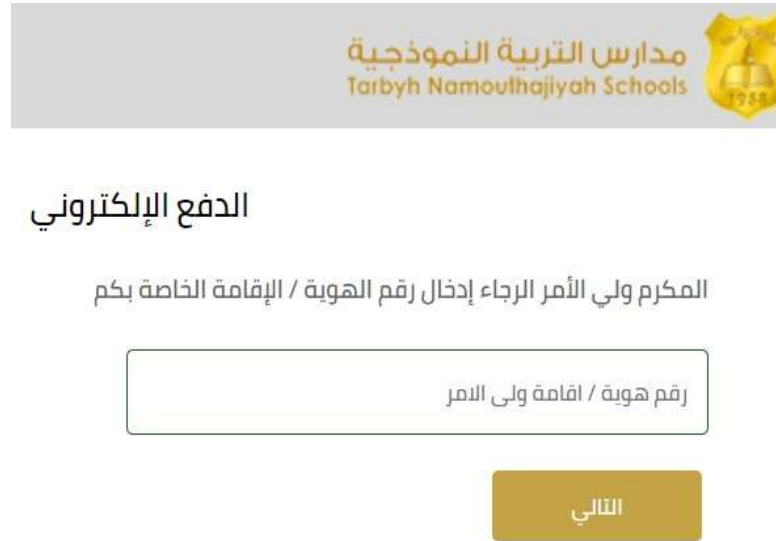 مدارس التربية النموذجية
Tarbyh Namouthajiyah Schools
1958
الدفع الإلكتروني
المكرم ولي الأمر الرجاء إدخال رقم الهوية / الإقامة الخاصة بكم
رقم هوية / اقامة ولى الامر
التالي